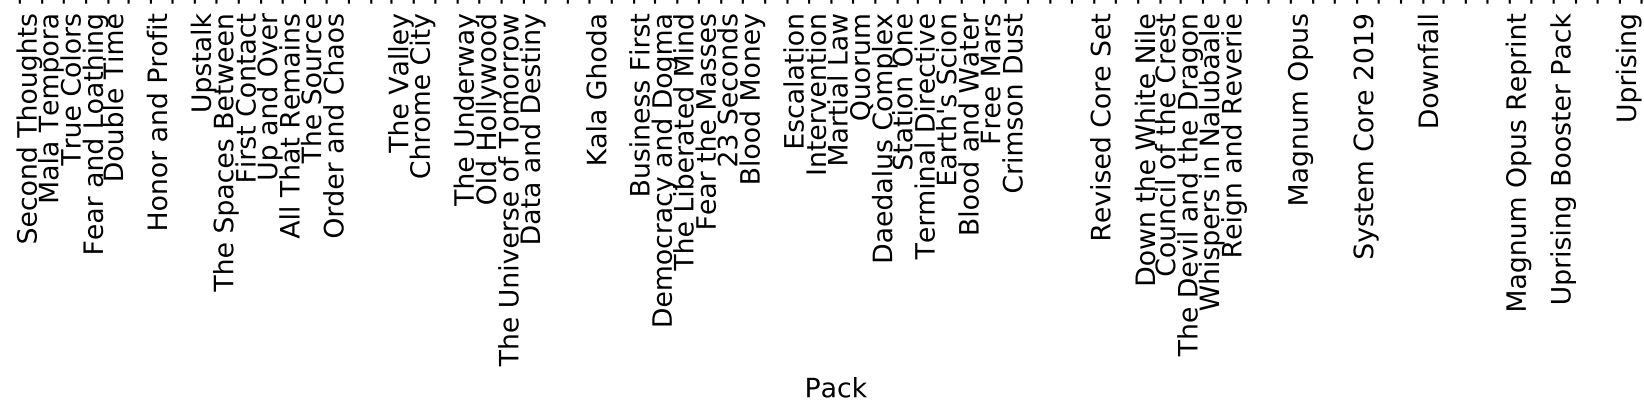 Second Thoughts
Mala Tempora
True Colors
Fear and Loathing
Double Time
Honor and Profit
Upstalk
The Spaces Between
First Contact
Up and Over
All That Remains
The Source
Order and Chaos
The Valley
Chrome City
The Underway
Old Hollywood
The Universe of Tomorrow
Data and Destiny
Kala Ghoda
Business First
Democracy and Dogma
The Liberated Mind
Fear the Masses
23 Seconds
Blood Money
Escalation
Intervention
Martial Law
Quorum
Daedalus Complex
Station One
Terminal Directive
Earth's Scion
Blood and Water
Free Mars
Crimson Dust
Revised Core Set
Down the White Nile
Council of the Crest
The Devil and the Dragon
Whispers in Nalubaale
Reign and Reverie
Magnum Opus
System Core 2019
Downfall
Magnum Opus Reprint
Uprising Booster Pack
Uprising
Pack